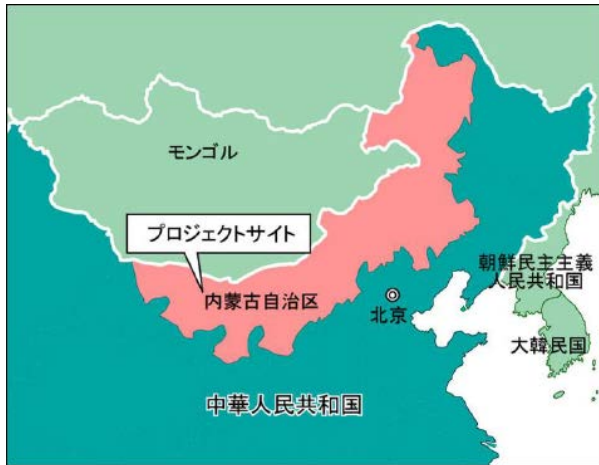 モンゴル
プロジェクトサイト
内蒙古自治区
北京
朝鮮民主主義
人民共和国
大韓民国
中華人民共和国